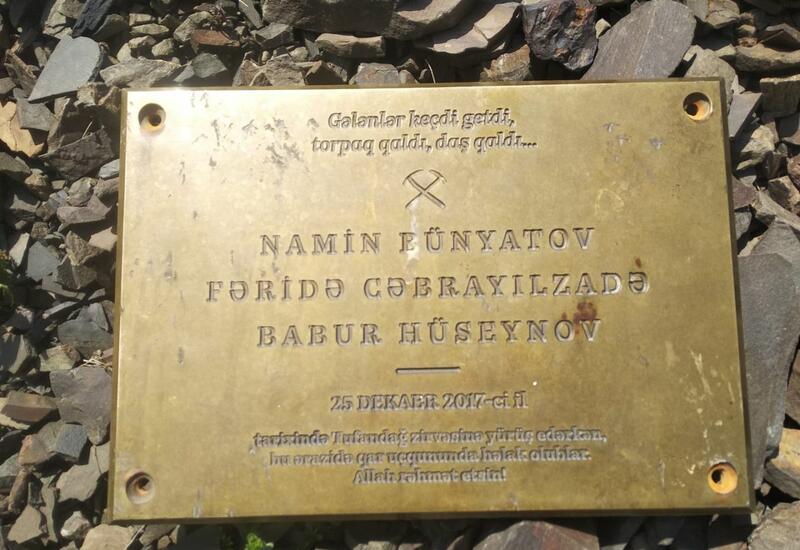 Gələnlər keçdi getdi,
torpaq qaldı, daş qaldı...
NAMİN BÜNYATOV
FƏRİDƏ CƏBRAYILZADƏ
BABUR HÜSEYNOV
25 DEKABR 2017-ci il
tarixində Tufandağ zirvəsinə yürüş edərkən,
bu ərazidə qar uçqununda həlak olublar.
Allah rəhmət etsin!